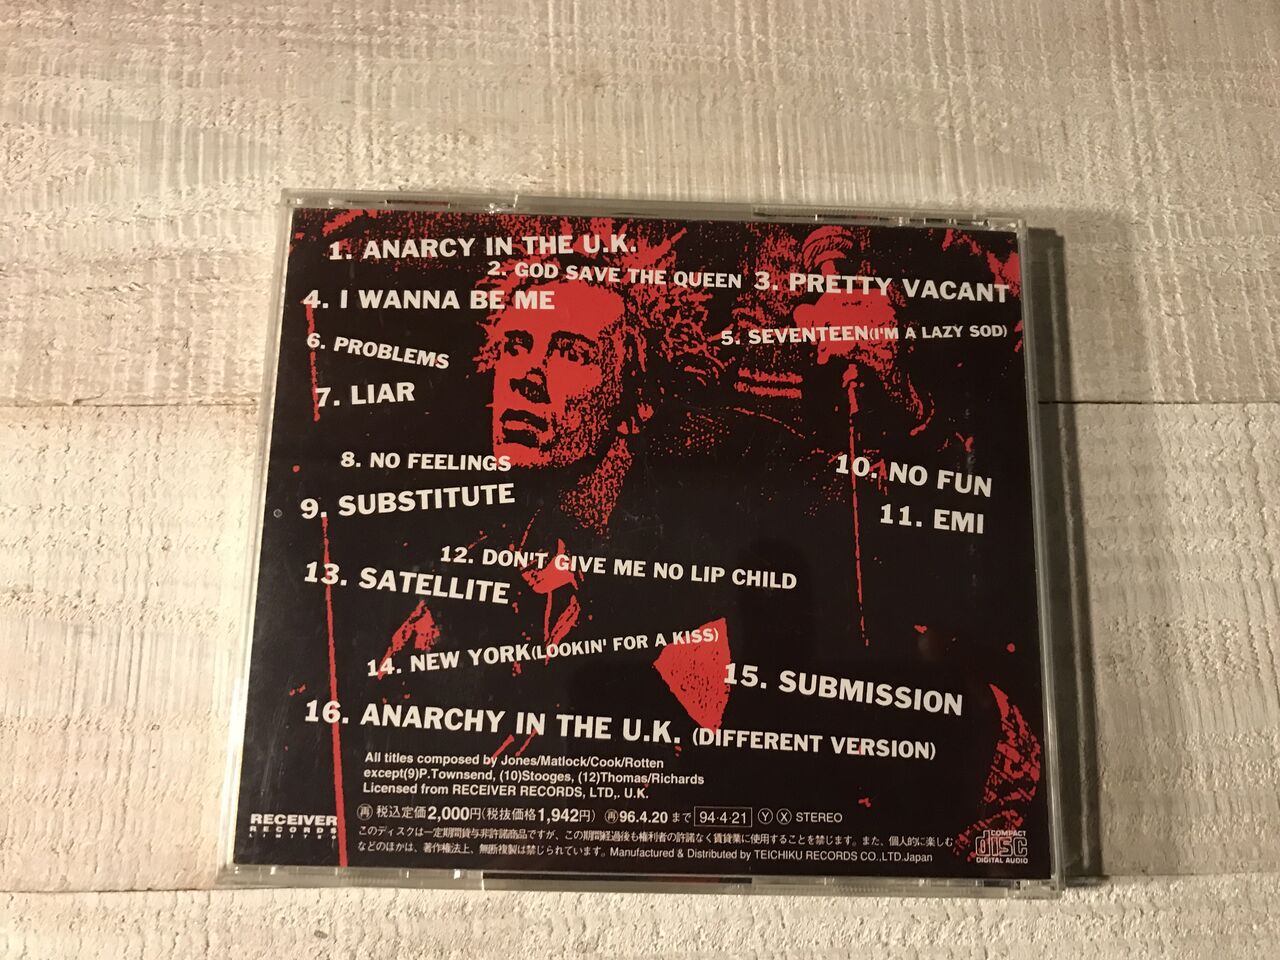 1. ANARCY IN THE U.K.
2. GOD SAVE THE QUEEN
3. PRETTY VACANT
4. I WANNA BE ME
5. SEVENTEEN(I'M A LAZY SOD)
6. PROBLEMS
7. LIAR
8. NO FEELINGS
9. SUBSTITUTE
10. NO FUN
11. EMI
12. DON'T GIVE ME NO LIP CHILD
13. SATELLITE
14. NEW YORK(LOOKIN' FOR A KISS)
15. SUBMISSION
16. ANARCHY IN THE U.K. (DIFFERENT VERSION)
All titles composed by Jones/Matlock/Cook/Rotten
except(9)P.Townsend, (10)Stooges, (12)Thomas/Richards
Licensed from RECEIVER RECORDS, LTD,. U.K.
RECEIVER
RECORDS
LIMITED
再 税込定価2,000円(税抜価格1,942円) 再96.4.20まで 94・4・21 Y X STEREO
このディスクは一定期間貸与非許諾商品ですが、この期間経過後も権利者の許諾なく賃貸業に使用することを禁じます。また、個人的に楽しむ
などのほかは、著作権法上、無断複製は禁じられています。Manufactured & Distributed by TEICHIKU RECORDS CO.,LTD.Japan
COMPACT
disc
DIGITAL AUDIO